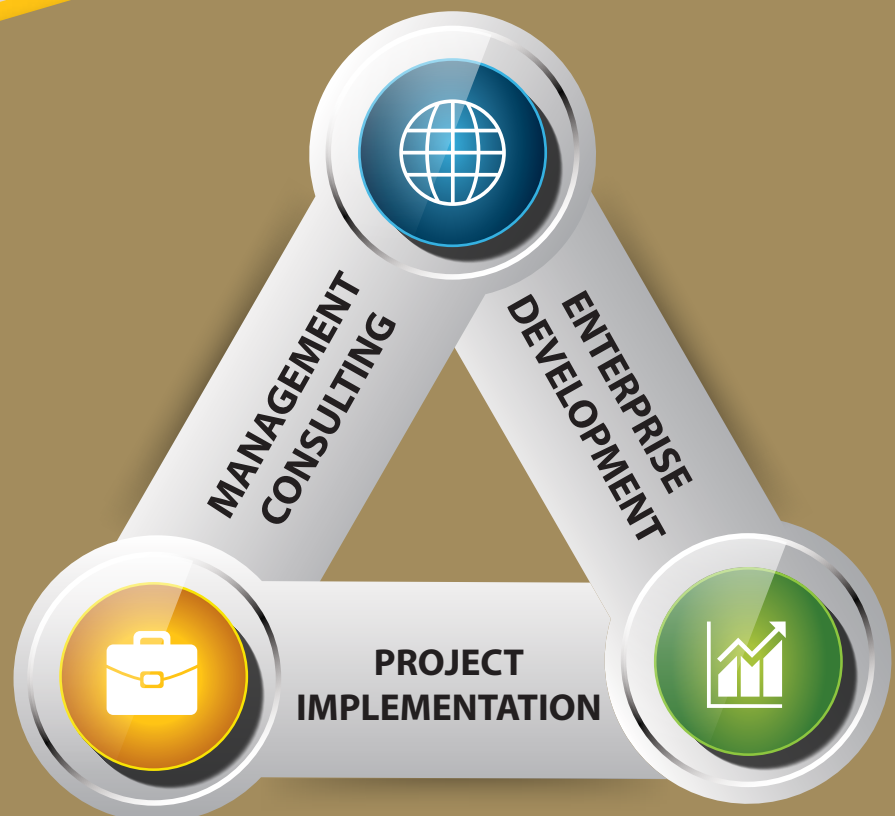 MANAGEMENT
CONSULTING
ENTERPRISE
DEVELOPMENT
PROJECT
IMPLEMENTATION